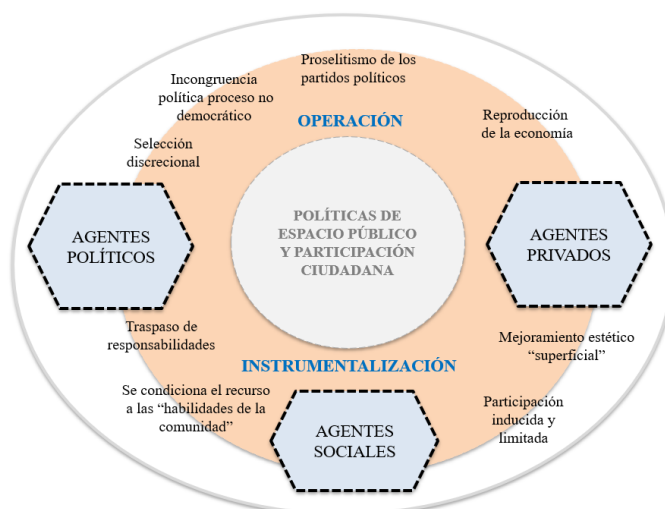 Proselitismo de los
partidos políticos
Incongruencia
política proceso no
democrático
OPERACIÓN
Reproducción
de la economía
Selección
discrecional
AGENTES
POLÍTICOS
POLÍTICAS DE
ESPACIO PÚBLICO
Y PARTICIPACIÓN
CIUDADANA
AGENTES
PRIVADOS
Traspaso de
responsabilidades
Mejoramiento estético
“superficial”
INSTRUMENTALIZACIÓN
Se condiciona el recurso
a las “habilidades de la
comunidad”
AGENTES
SOCIALES
Participación
inducida y
limitada